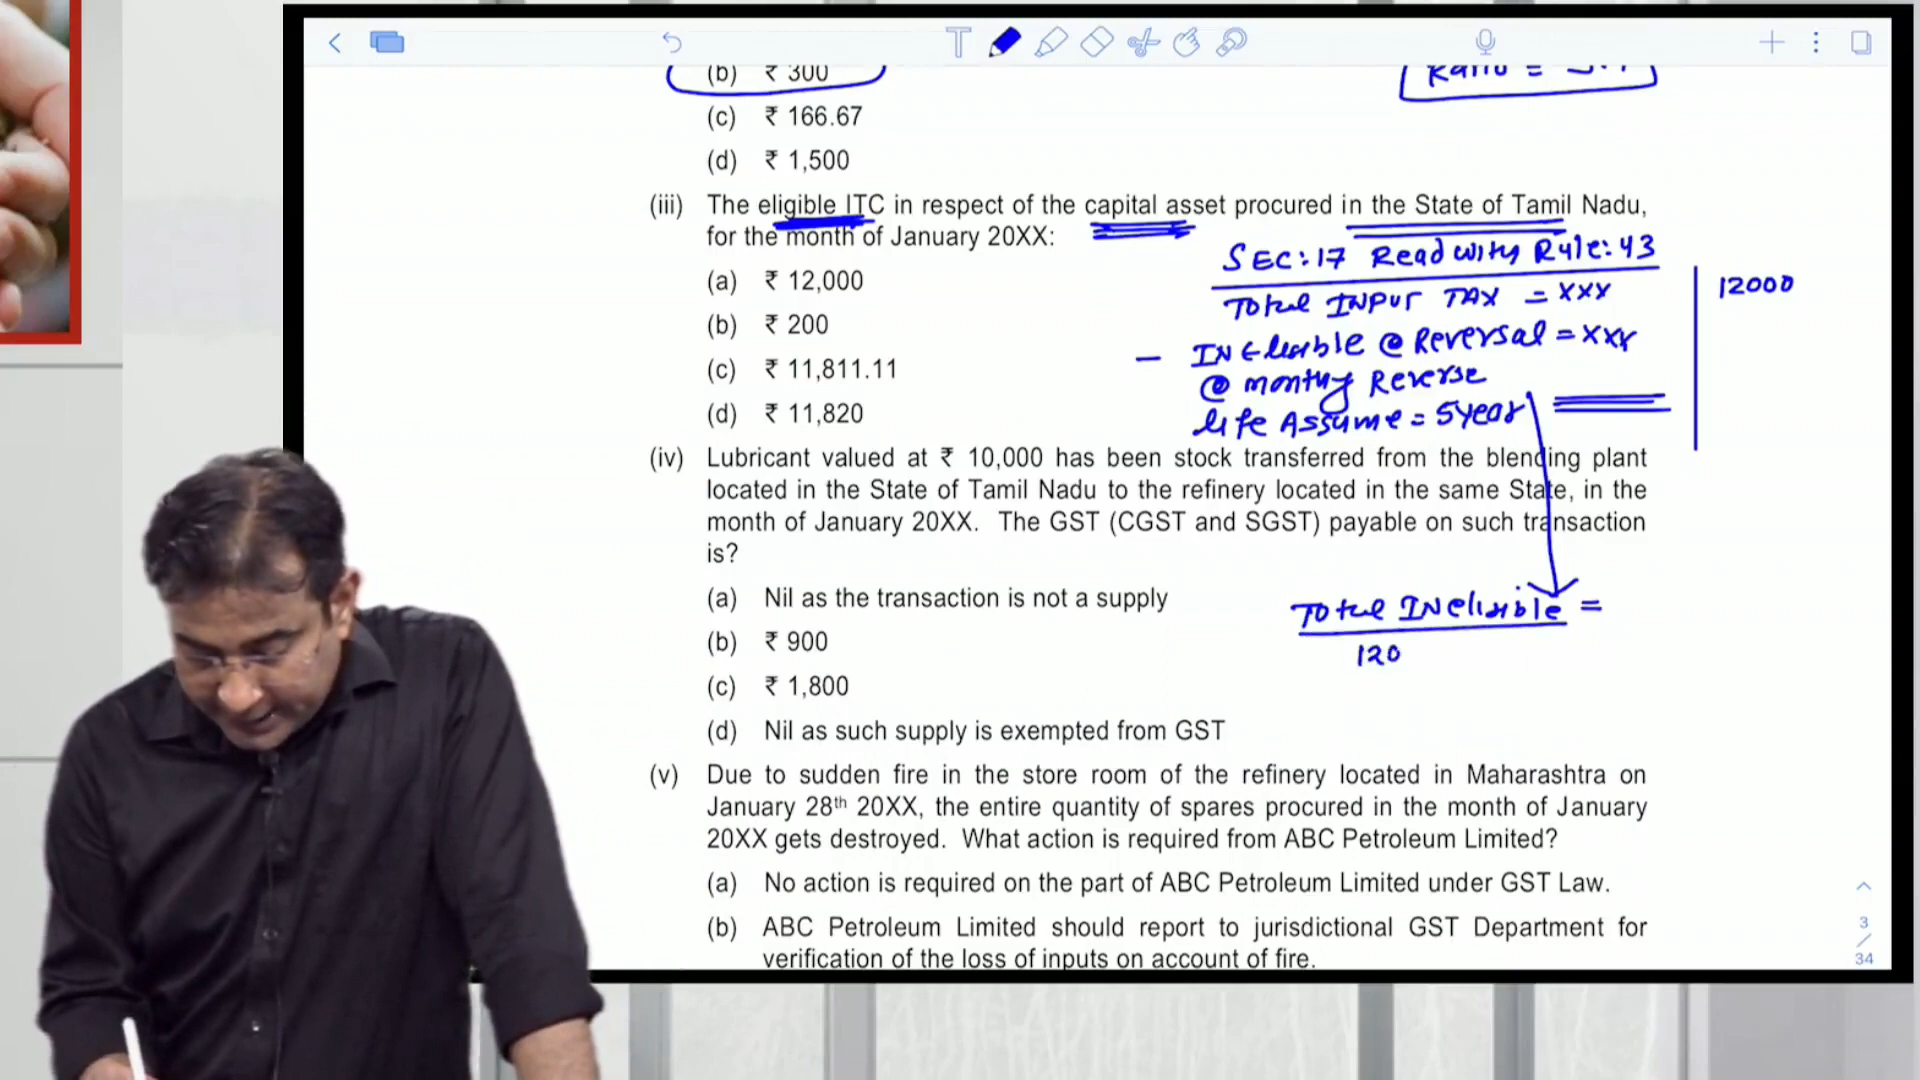 (b) ₹ 300
Ratio =
(c) ₹ 166.67
(d) ₹ 1,500
(iii) The eligible ITC in respect of the capital asset procured in the State of Tamil Nadu,
for the month of January 20XX:
SEC:17 Read with Rule:43
(a) ₹ 12,000
Total INPUT TAX = XXX
12000
(b) ₹ 200
- INEligible @ Reversal = XXX
(c) ₹ 11,811.11
@ monthly Reverse
(d) ₹ 11,820
life Assume = 5year
(iv) Lubricant valued at ₹ 10,000 has been stock transferred from the blending plant
located in the State of Tamil Nadu to the refinery located in the same State, in the
month of January 20XX. The GST (CGST and SGST) payable on such transaction
is?
(a) Nil as the transaction is not a supply
Total INeligible =
120
(b) ₹ 900
(c) ₹ 1,800
(d) Nil as such supply is exempted from GST
(v) Due to sudden fire in the store room of the refinery located in Maharashtra on
January 28th 20XX, the entire quantity of spares procured in the month of January
20XX gets destroyed. What action is required from ABC Petroleum Limited?
(a) No action is required on the part of ABC Petroleum Limited under GST Law.
(b) ABC Petroleum Limited should report to jurisdictional GST Department for
verification of the loss of inputs on account of fire.
3
/
34